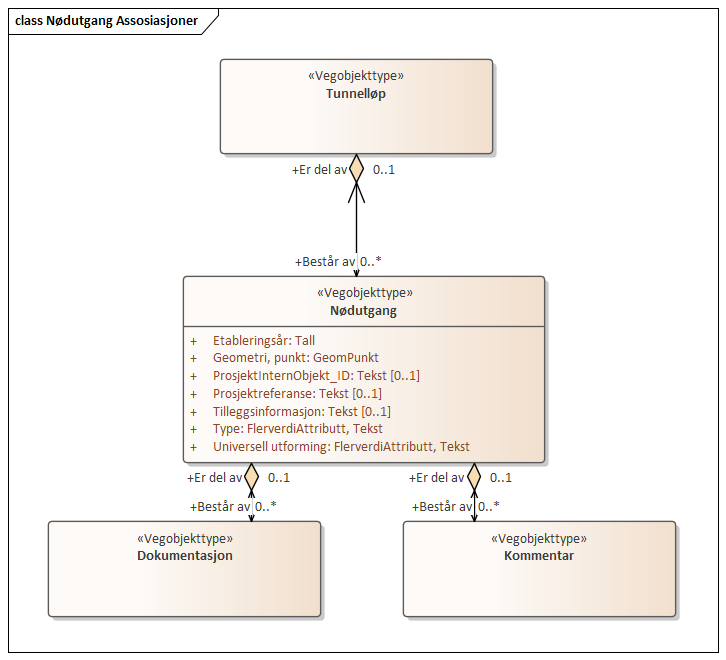 class Nødutgang Assosiasjoner
«Vegobjekttype»
Tunnelløp
+Er del av 0..1
+Består av 0..*
«Vegobjekttype»
Nødutgang
+ Etableringsår: Tall
+ Geometri, punkt: GeomPunkt
+ ProsjektInternObjekt_ID: Tekst [0..1]
+ Prosjektreferanse: Tekst [0..1]
+ Tilleggsinformasjon: Tekst [0..1]
+ Type: FlerverdiAttributt, Tekst
+ Universell utforming: FlerverdiAttributt, Tekst
+Er del av 0..1 +Er del av 0..1
+Består av 0..* +Består av 0..*
«Vegobjekttype»
Dokumentasjon
«Vegobjekttype»
Kommentar